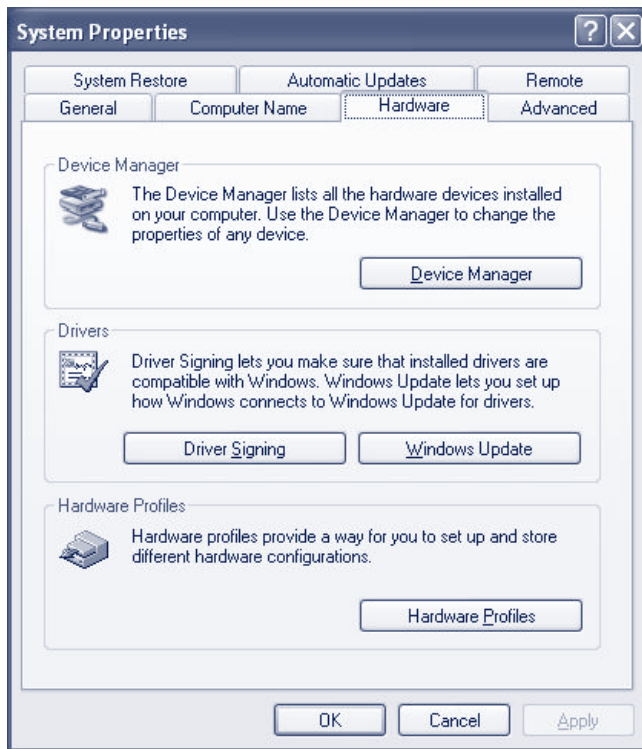 System Properties
System Restore Automatic Updates Remote
General Computer Name Hardware Advanced
Device Manager
The Device Manager lists all the hardware devices installed
on your computer. Use the Device Manager to change the
properties of any device.
Device Manager
Drivers
Driver Signing lets you make sure that installed drivers are
compatible with Windows. Windows Update lets you set up
how Windows connects to Windows Update for drivers.
Driver Signing Windows Update
Hardware Profiles
Hardware profiles provide a way for you to set up and store
different hardware configurations.
Hardware Profiles
OK Cancel Apply